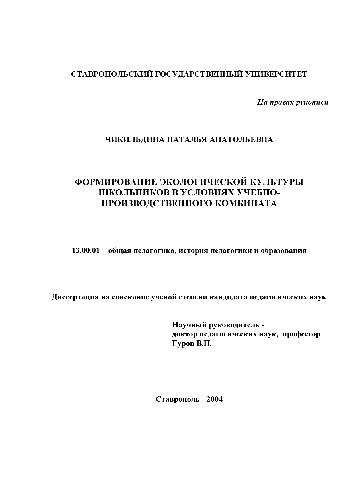 СТАВРОПОЛЬСКИЙ ГОСУДАРСТВЕННЫЙ УНИВЕРСИТЕТ
На правах рукописи
ЧИКИЛЬДИНА НАТАЛЬЯ АНАТОЛЬЕВНА
ФОРМИРОВАНИЕ ЭКОЛОГИЧЕСКОЙ КУЛЬТУРЫ
ШКОЛЬНИКОВ В УСЛОВИЯХ УЧЕБНО-
ПРОИЗВОДСТВЕННОГО КОМБИНАТА
13.00.01 – общая педагогика, история педагогики и образования
Диссертация на соискание ученой степени кандидата педагогических наук
Научный руководитель -
доктор педагогических наук, профессор
Гуров В.Н.
Ставрополь - 2004